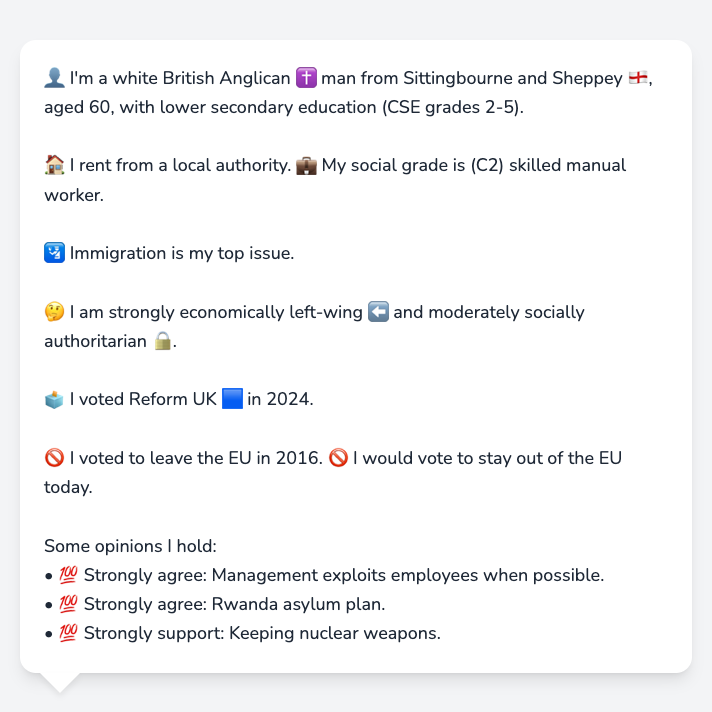 👤 I'm a white British Anglican ✝️ man from Sittingbourne and Sheppey 🏴󠁧󠁢󠁥󠁮󠁧󠁿,
aged 60, with lower secondary education (CSE grades 2-5).
🏠 I rent from a local authority. 💼 My social grade is (C2) skilled manual
worker.
🛂 Immigration is my top issue.
🤔 I am strongly economically left-wing ⬅️ and moderately socially
authoritarian 🔒.
🗳️ I voted Reform UK 🟦 in 2024.
🚫 I voted to leave the EU in 2016. 🚫 I would vote to stay out of the EU
today.
Some opinions I hold:
• 💯 Strongly agree: Management exploits employees when possible.
• 💯 Strongly agree: Rwanda asylum plan.
• 💯 Strongly support: Keeping nuclear weapons.